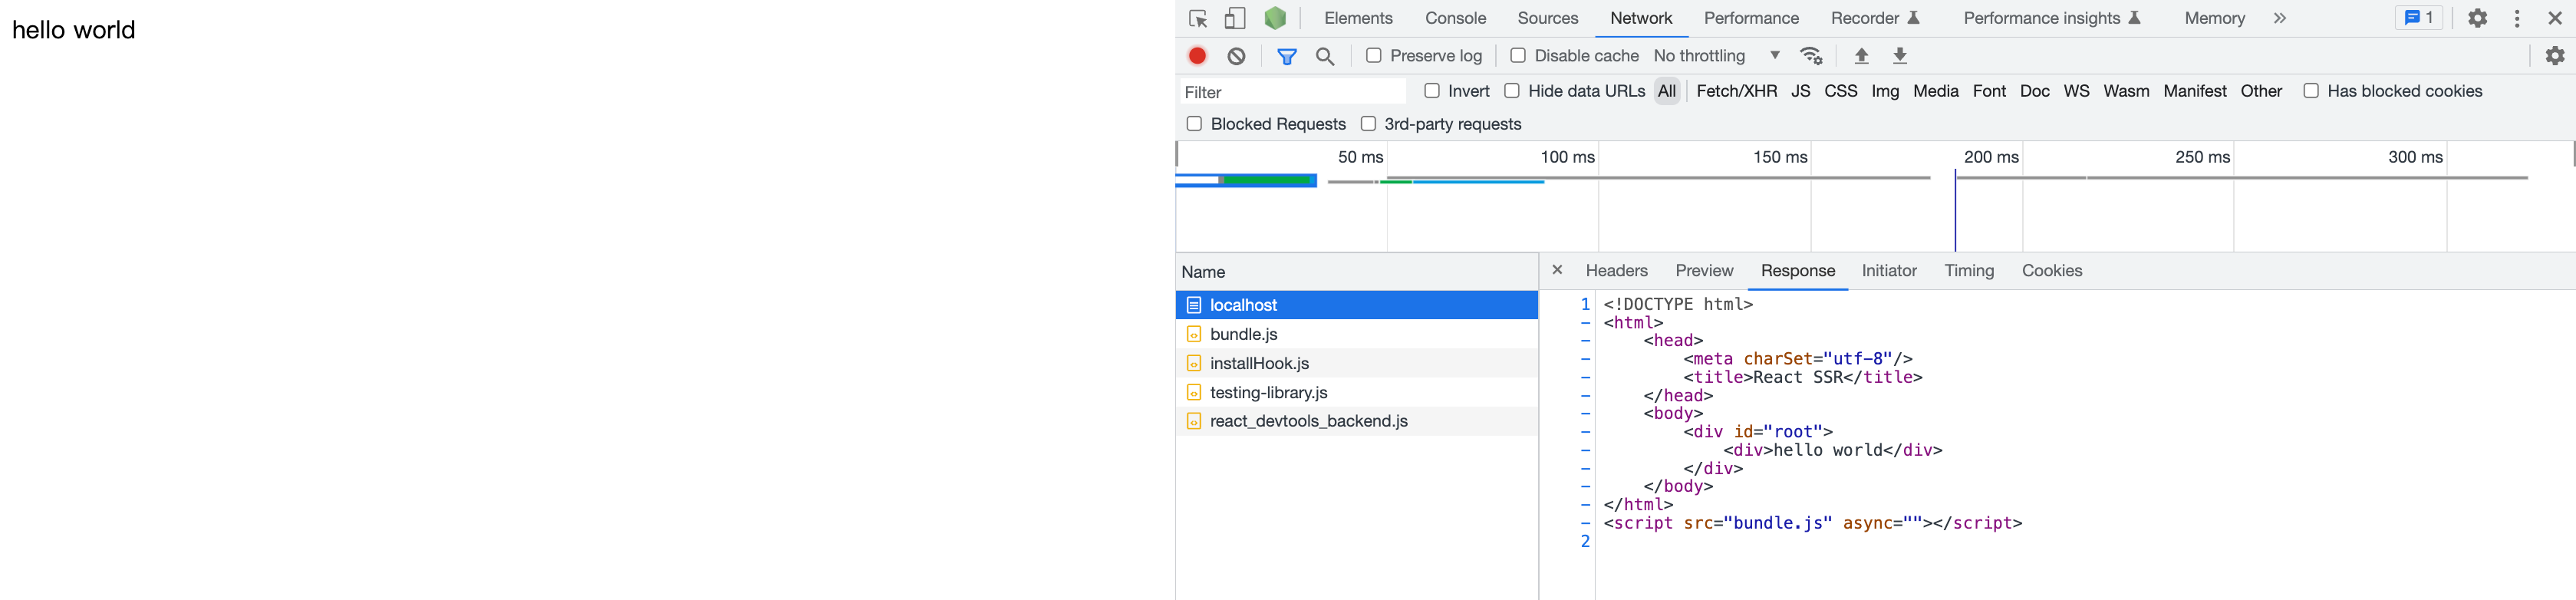 hello world
Elements Console Sources Network Performance Recorder Performance insights Memory » 1
Preserve log Disable cache No throttling
Filter Invert Hide data URLs All Fetch/XHR JS CSS Img Media Font Doc WS Wasm Manifest Other Has blocked cookies
Blocked Requests 3rd-party requests
50 ms 100 ms 150 ms 200 ms 250 ms 300 ms
Name
localhost
bundle.js
installHook.js
testing-library.js
react_devtools_backend.js
× Headers Preview Response Initiator Timing Cookies
1 <!DOCTYPE html>
- <html>
-     <head>
-         <meta charSet="utf-8"/>
-         <title>React SSR</title>
-     </head>
-     <body>
-         <div id="root">
-             <div>hello world</div>
-         </div>
-     </body>
- </html>
- <script src="bundle.js" async=""></script>
2